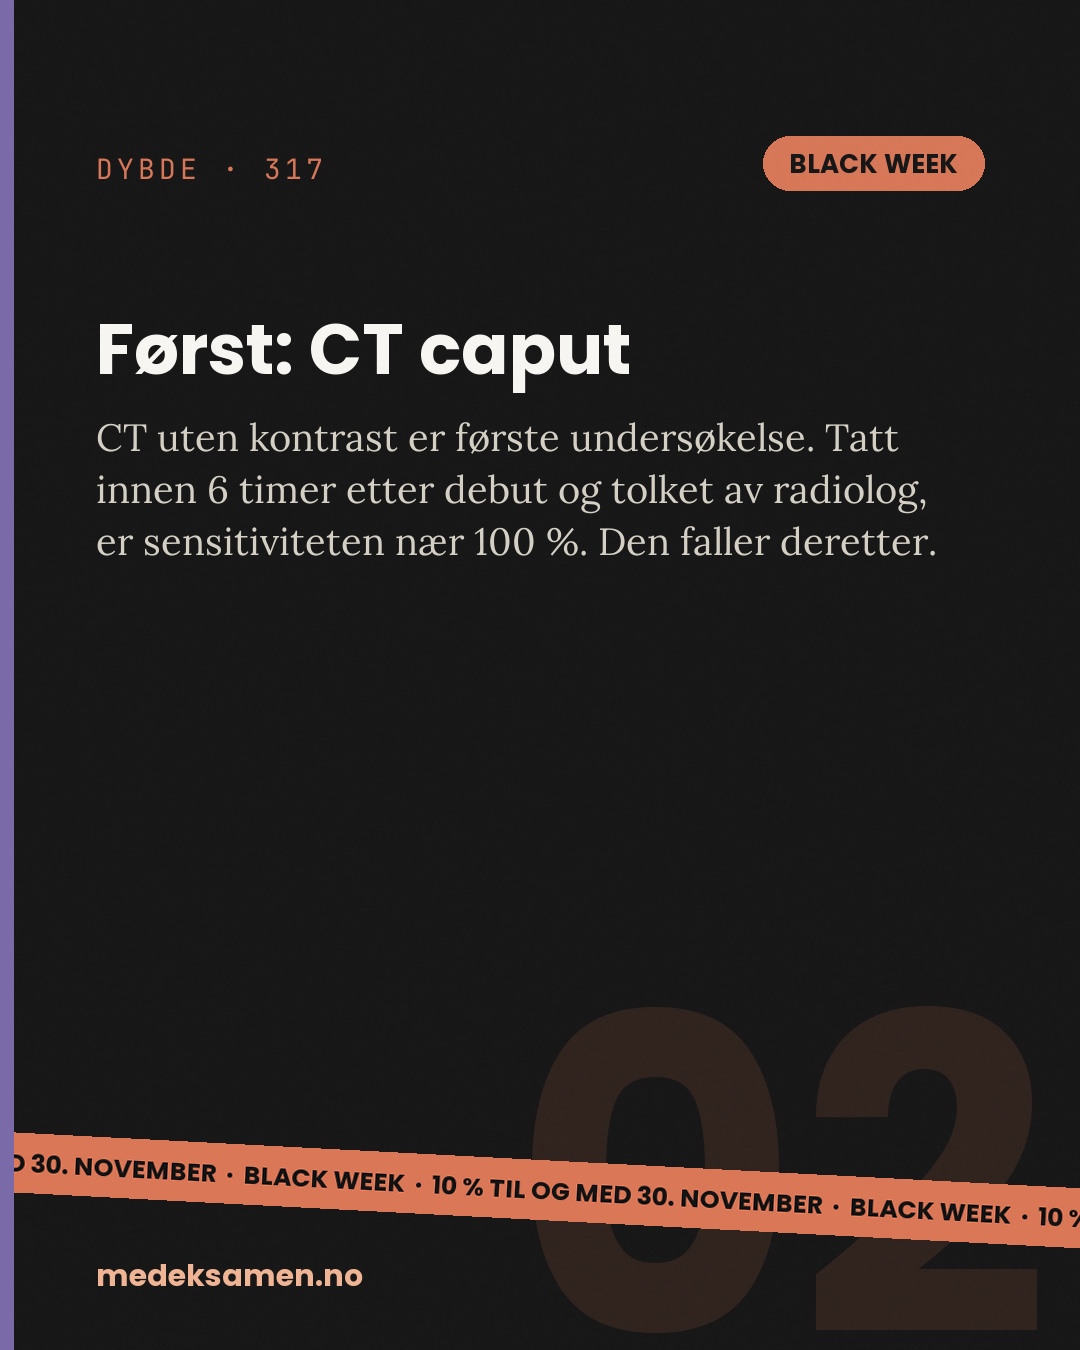 DYBDE · 317
BLACK WEEK
Først: CT caput
CT uten kontrast er første undersøkelse. Tatt
innen 6 timer etter debut og tolket av radiolog,
er sensitiviteten nær 100 %. Den faller deretter.
02
30. NOVEMBER · BLACK WEEK · 10 % TIL OG MED 30. NOVEMBER · BLACK WEEK · 10 %
medeksamen.no